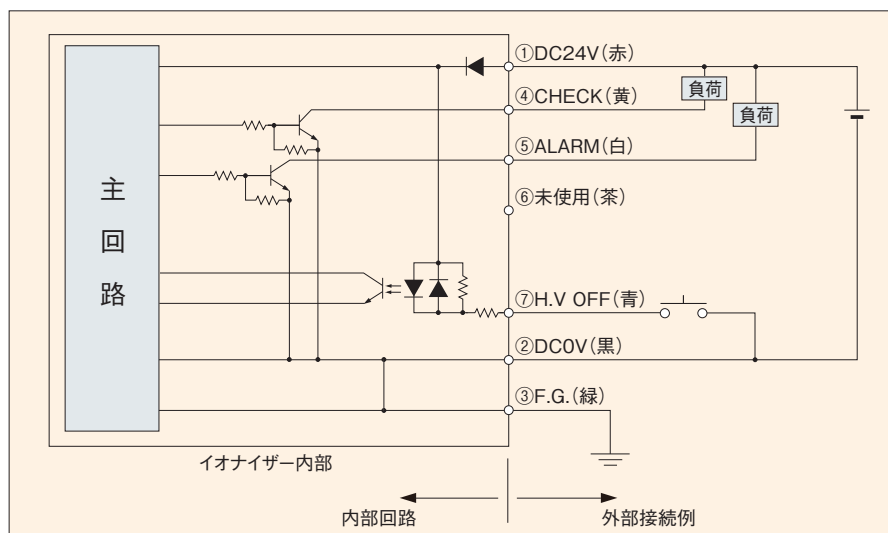 ①DC24V(赤)
④CHECK(黄)
負荷
負荷
⑤ALARM(白)
主回路
⑥未使用(茶)
⑦H.V OFF(青)
②DC0V(黒)
③F.G.(緑)
イオナイザー内部
内部回路
外部接続例